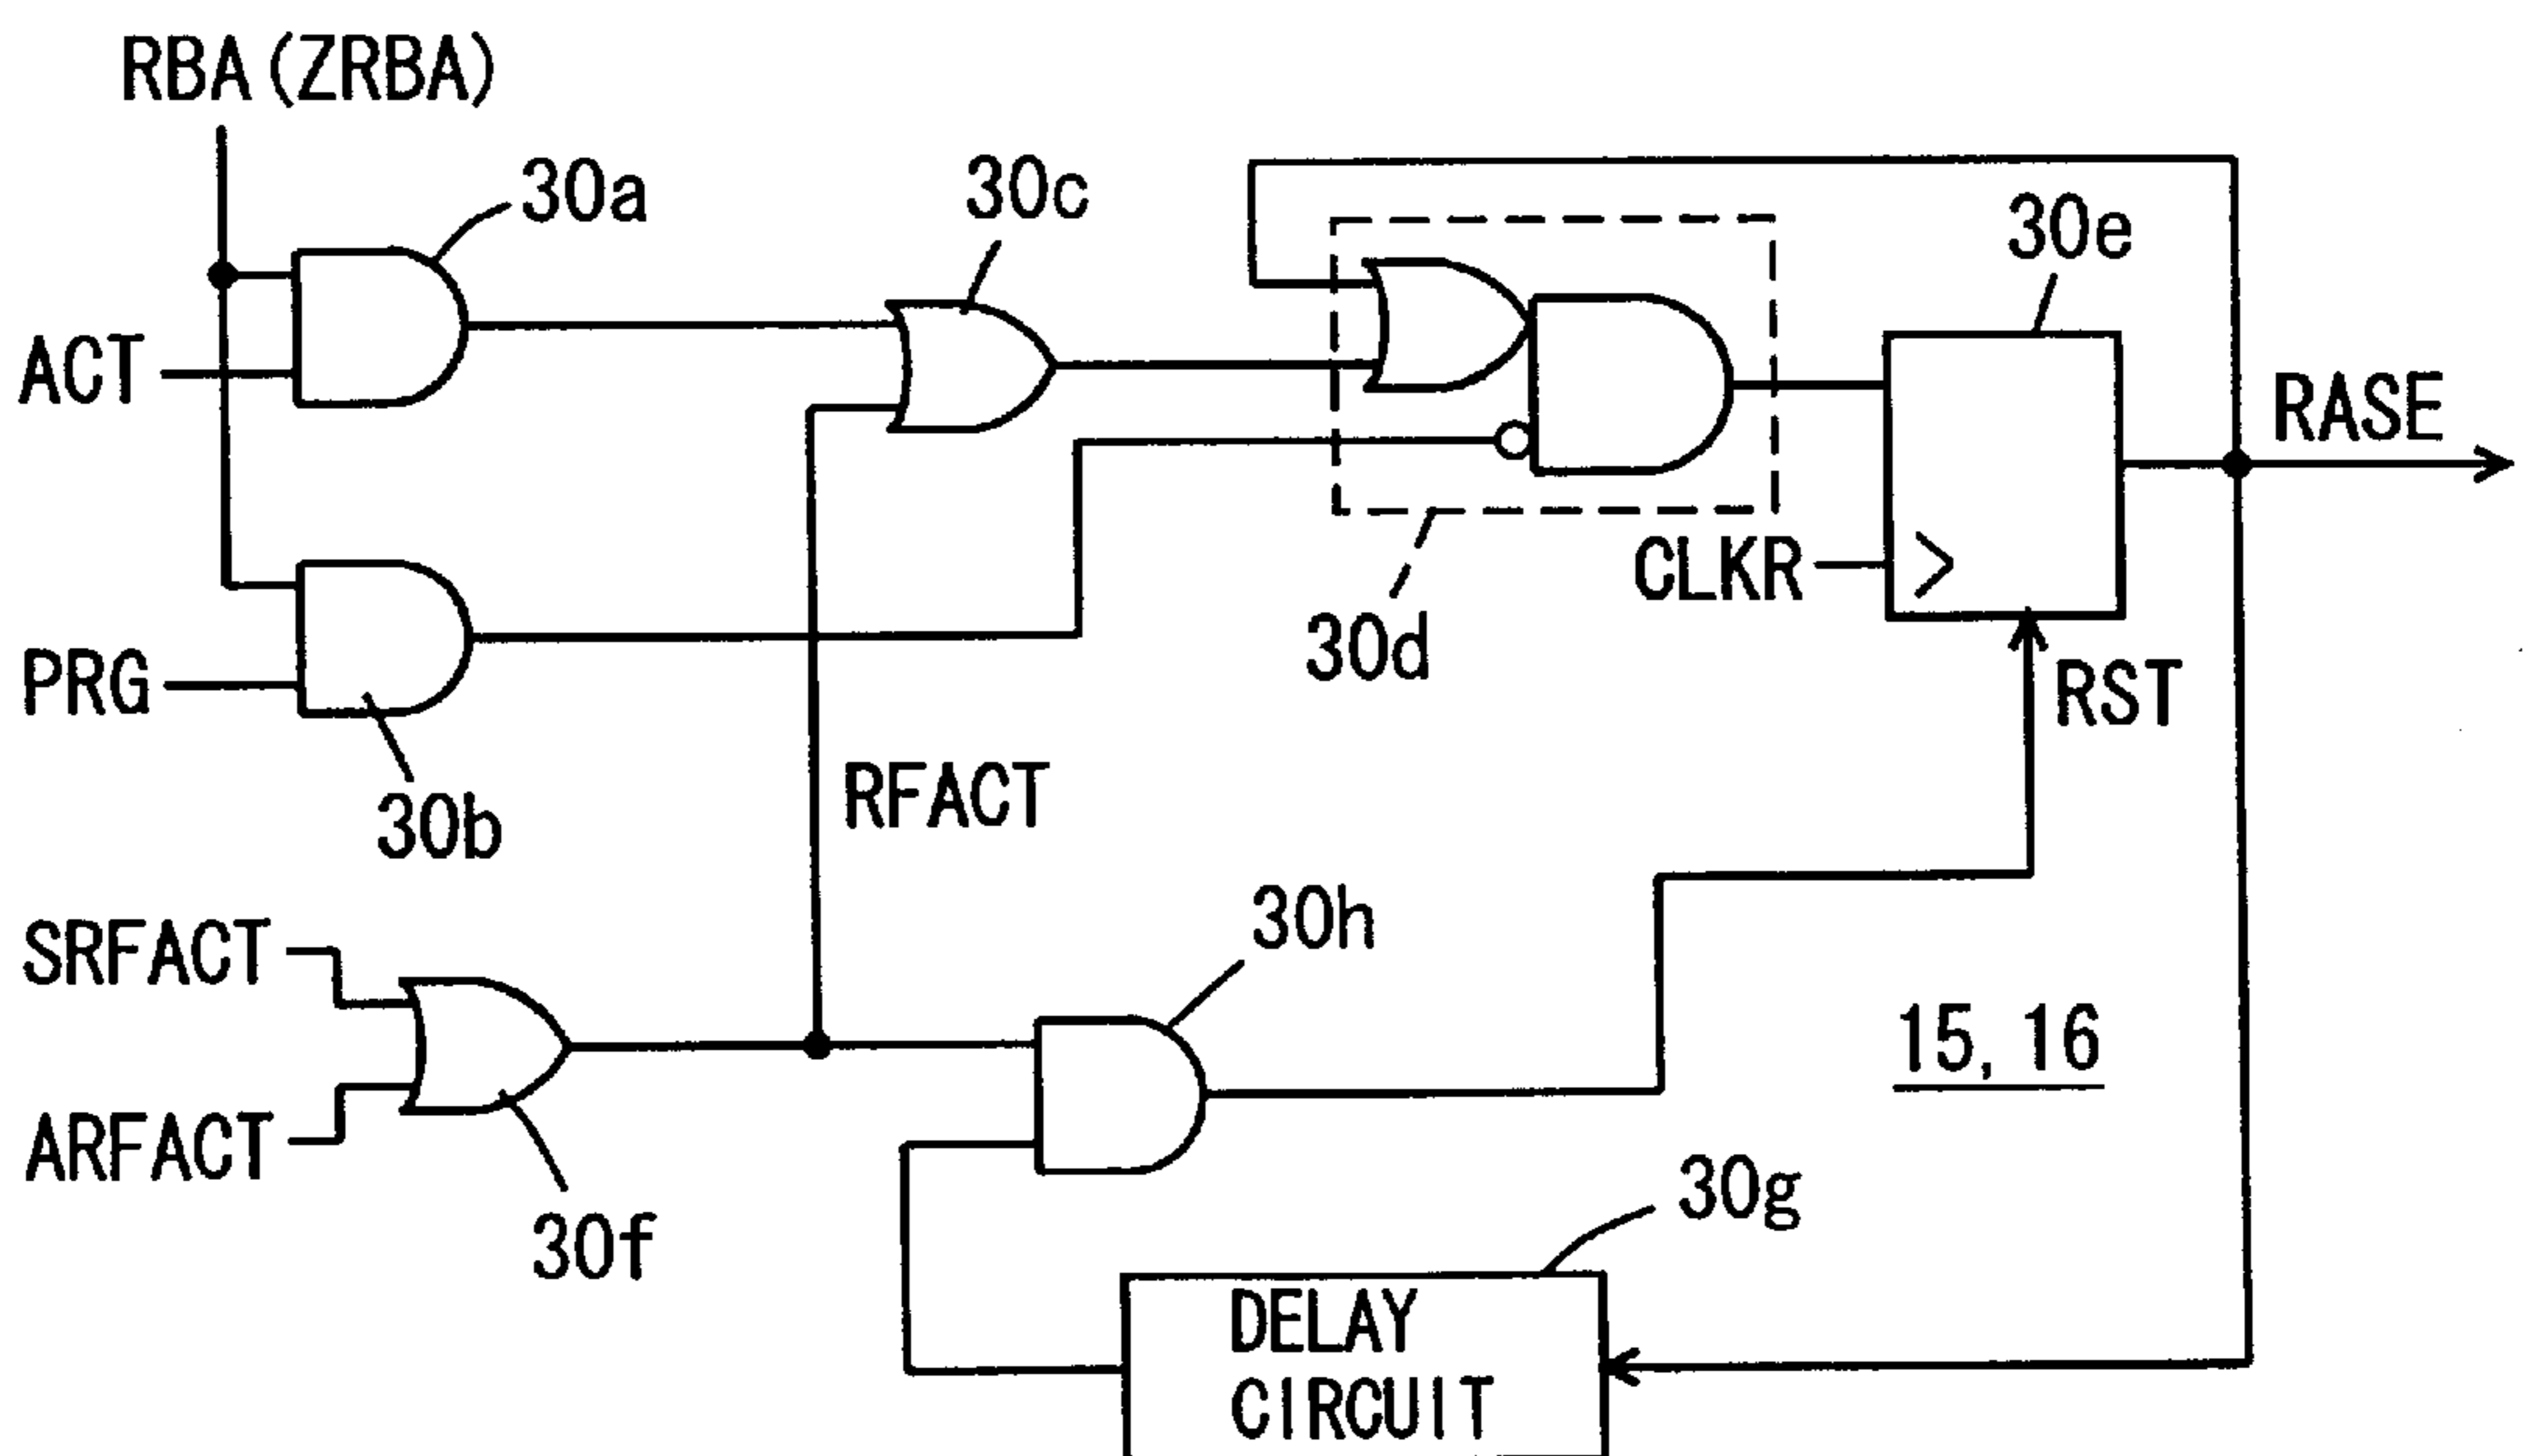 RBA (ZRBA)
30a
30c
30e
ACT
RASE
CLKR
30d
PRG
RST
30b
RFACT
SRFACT
30h
15, 16
ARFACT
30f
30g
DELAY
CIRCUIT